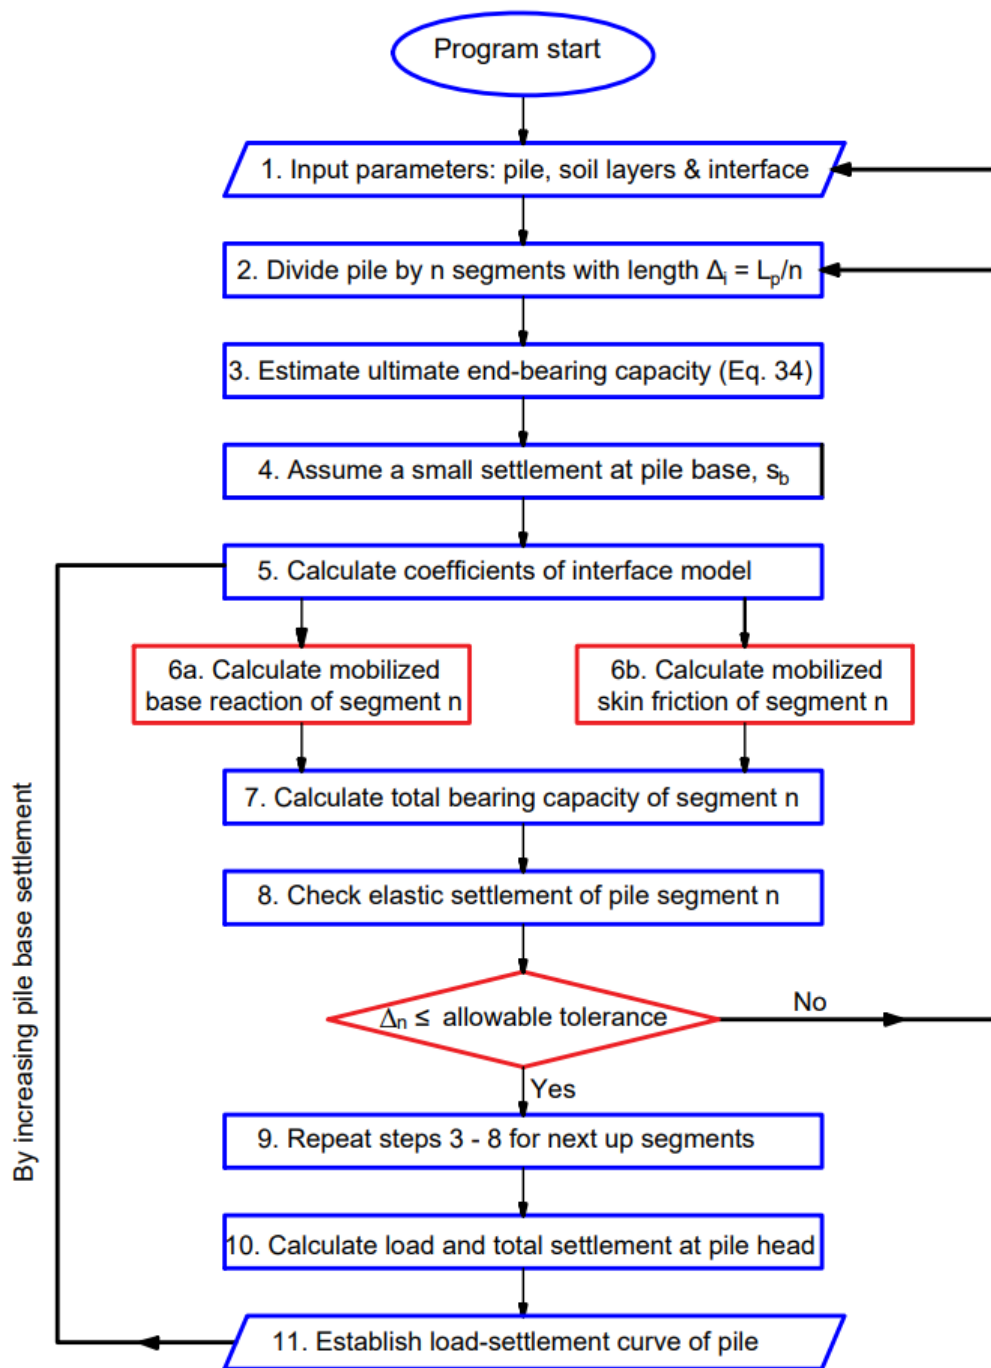 Program start
1. Input parameters: pile, soil layers & interface
2. Divide pile by n segments with length Δᵢ = Lₚ/n
3. Estimate ultimate end-bearing capacity (Eq. 34)
4. Assume a small settlement at pile base, s_b
5. Calculate coefficients of interface model
6a. Calculate mobilized
base reaction of segment n
6b. Calculate mobilized
skin friction of segment n
7. Calculate total bearing capacity of segment n
8. Check elastic settlement of pile segment n
Δₙ ≤ allowable tolerance
No
Yes
9. Repeat steps 3 - 8 for next up segments
10. Calculate load and total settlement at pile head
11. Establish load-settlement curve of pile
By increasing pile base settlement